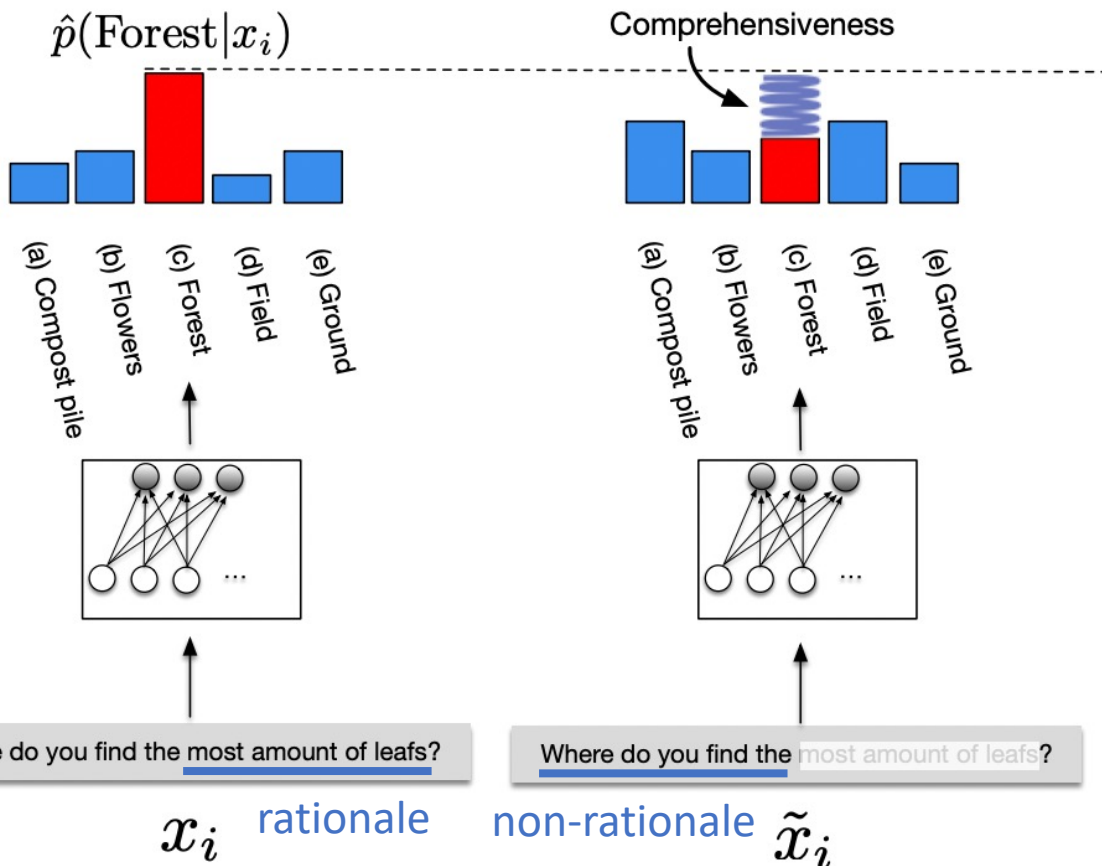 p̂(Forest|xᵢ)
Comprehensiveness
(a) Compost pile
(b) Flowers
(c) Forest
(d) Field
(e) Ground
(a) Compost pile
(b) Flowers
(c) Forest
(d) Field
(e) Ground
...
...
do you find the most amount of leafs?
Where do you find the most amount of leafs?
xᵢ rationale
non-rationale x̃ᵢ